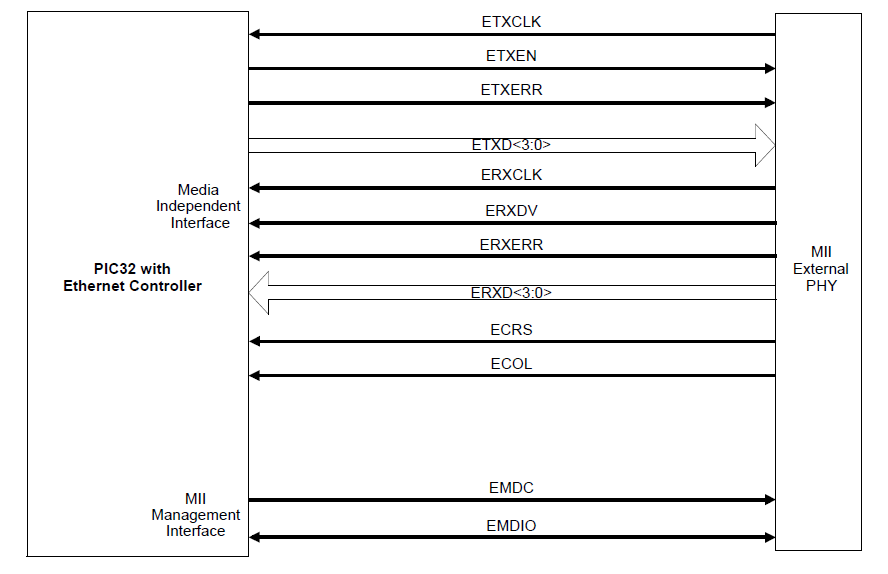 ETXCLK
ETXEN
ETXERR
ETXD<3:0>
ERXCLK
Media
Independent
Interface
ERXDV
ERXERR
PIC32 with
Ethernet Controller
MII
External
PHY
ERXD<3:0>
ECRS
ECOL
EMDC
MII
Management
Interface
EMDIO